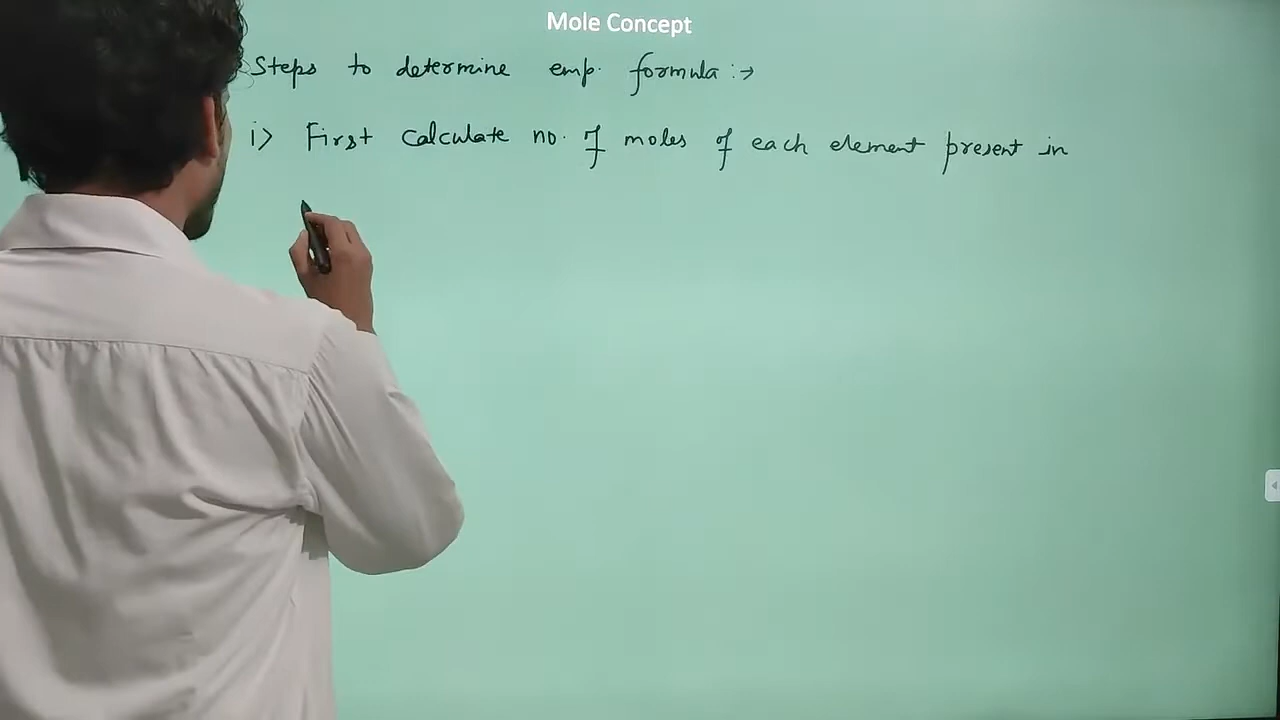 Mole Concept
Steps to determine emp. formula :→
i> First calculate no. of moles of each element present in